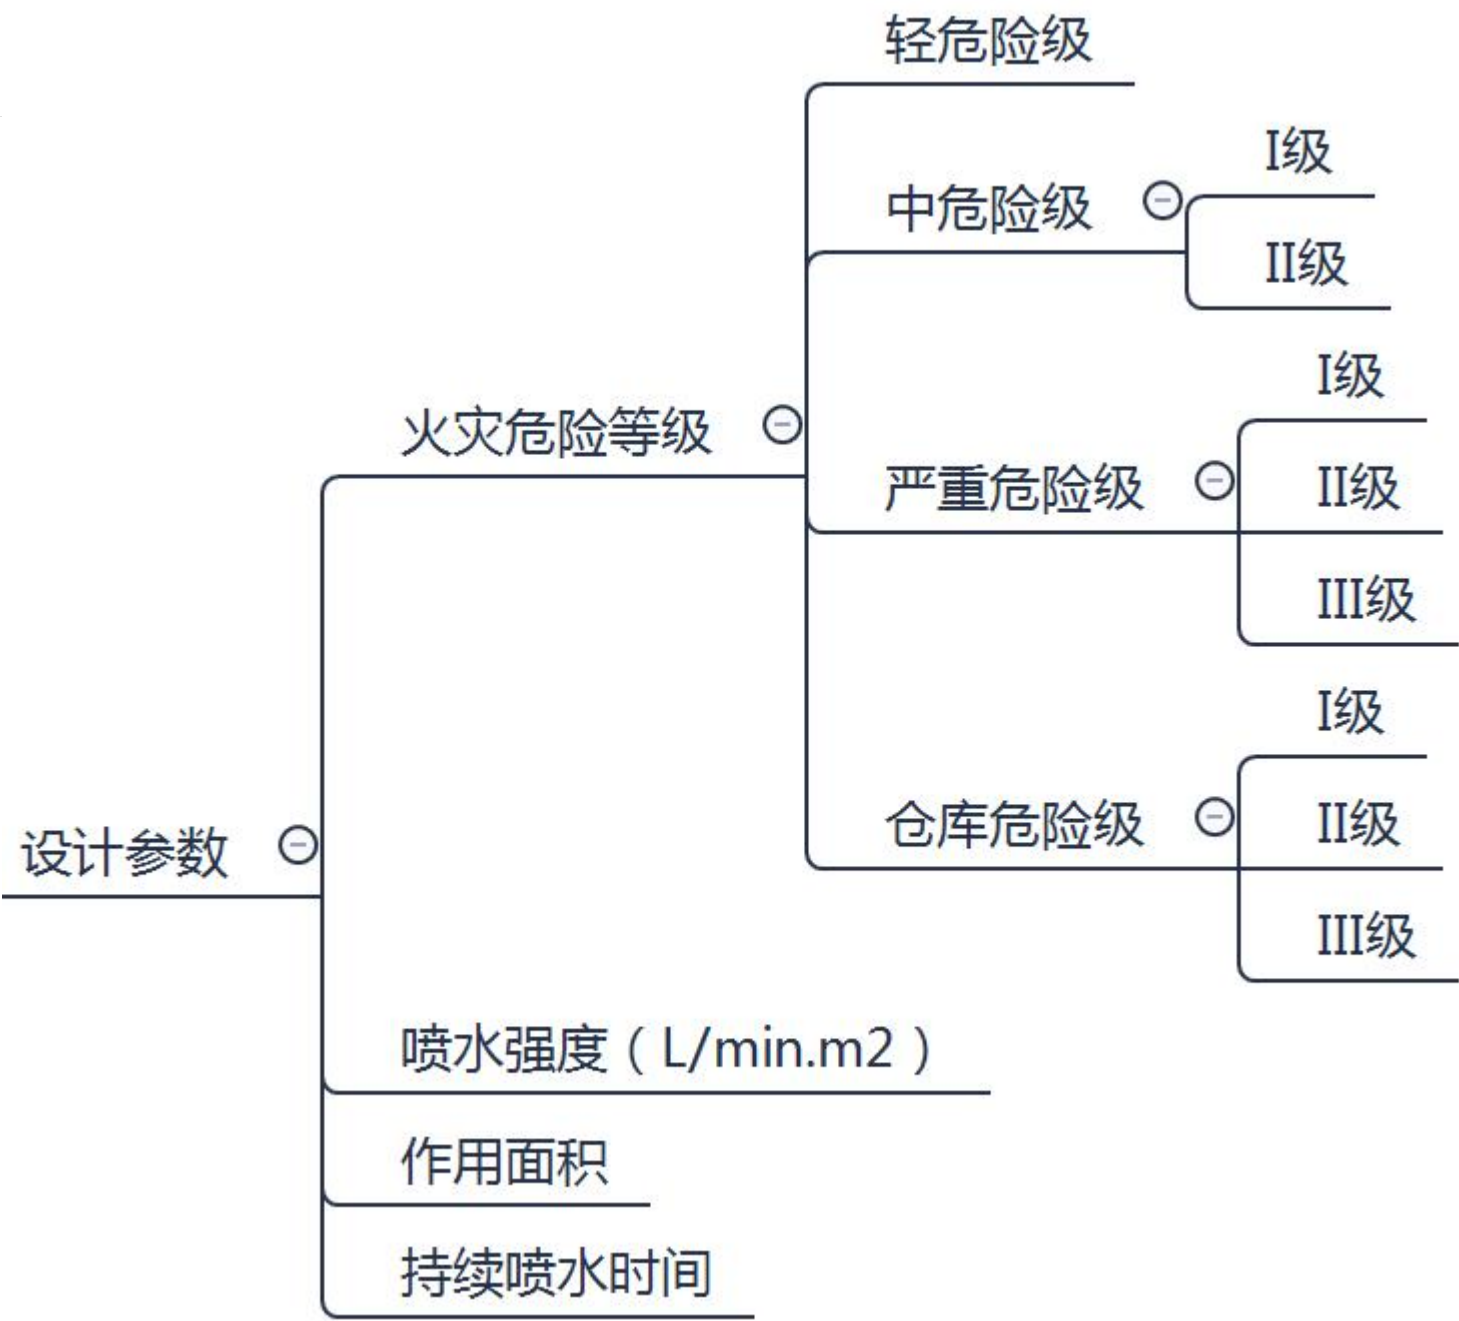 轻危险级
I级
中危险级
II级
I级
火灾危险等级
严重危险级
II级
III级
I级
仓库危险级
II级
设计参数
III级
喷水强度（L/min.m2）
作用面积
持续喷水时间